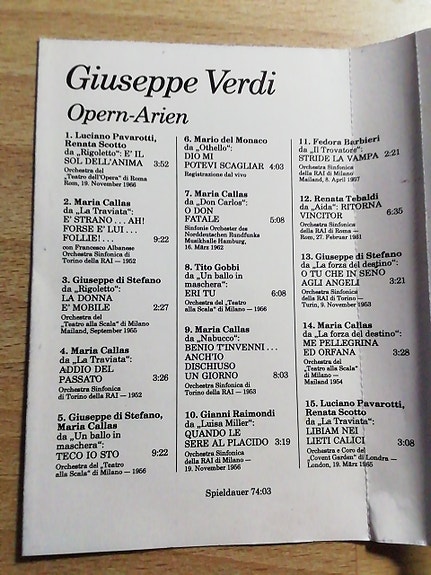 Giuseppe Verdi
Opern-Arien
1. Luciano Pavarotti,
Renata Scotto
da „Rigoletto": E' IL
SOL DELL'ANIMA 3:52
Orchestra del
„Teatro dell'Opera" di Roma
Rom, 19. November 1966
2. Maria Callas
da „La Traviata":
E' STRANO . . . AH!
FORSE E' LUI . . .
FOLLIE! . . . 9:22
con Francesco Albanese
Orchestra Sinfonica di
Torino della RAI — 1952
3. Giuseppe di Stefano
da „Rigoletto":
LA DONNA
E' MOBILE 2:27
Orchestra del
„Teatro alla Scala" di Milano
Mailand, September 1955
4. Maria Callas
da „La Traviata":
ADDIO DEL
PASSATO 3:26
Orchestra Sinfonica
di Torino della RAI — 1952
5. Giuseppe di Stefano,
Maria Callas
da „Un ballo in
maschera":
TECO IO STO 9:22
Orchestra del „Teatro
alla Scala" di Milano — 1956
6. Mario del Monaco
da „Othello":
DIO MI
POTEVI SCAGLIAR 4:03
Registrazione dal vivo
7. Maria Callas
da „Don Carlos":
O DON
FATALE 5:08
Sinfonie Orchester des
Norddeutschen Rundfunks
Musikhalle Hamburg,
16. März 1962
8. Tito Gobbi
da „Un ballo in
maschera":
ERI TU 6:08
Orchestra del „Teatro
alla Scala" di Milano — 1956
9. Maria Callas
da „Nabucco":
BENIO T'INVENNI . . .
ANCH'IO
DISCHIUSO
UN GIORNO 8:03
Orchestra Sinfonica di
Torino della RAI — 1953
10. Gianni Raimondi
da „Luisa Miller":
QUANDO LE
SERE AL PLACIDO 3:19
Orchestra Sinfonica
della RAI di Milano —
19. November 1956
11. Fedora Barbieri
da „Il Trovatore":
STRIDE LA VAMPA 2:21
Orchestra Sinfonica
della RAI di Milano
Mailand, 8. April 1957
12. Renata Tebaldi
da „Aida": RITORNA
VINCITOR 6:35
Orchestra Sinfonica
della RAI di Roma —
Rom, 27. Februar 1951
13. Giuseppe di Stefano
da „La forza del destino":
O TU CHE IN SENO
AGLI ANGELI 3:21
Orchestra Sinfonica
della RAI di Torino —
Turin, 9. November 1953
14. Maria Callas
da „La forza del destino":
ME PELLEGRINA
ED ORFANA 3:28
Orchestra del „Teatro
alla Scala"
di Milano —
Mailand 1954
15. Luciano Pavarotti,
Renata Scotto
da „La Traviata":
LIBIAM NEI
LIETI CALICI 3:08
Orchestra e Coro del
„Covent Garden" di Londra —
London, 19. März 1965
Spieldauer 74:03